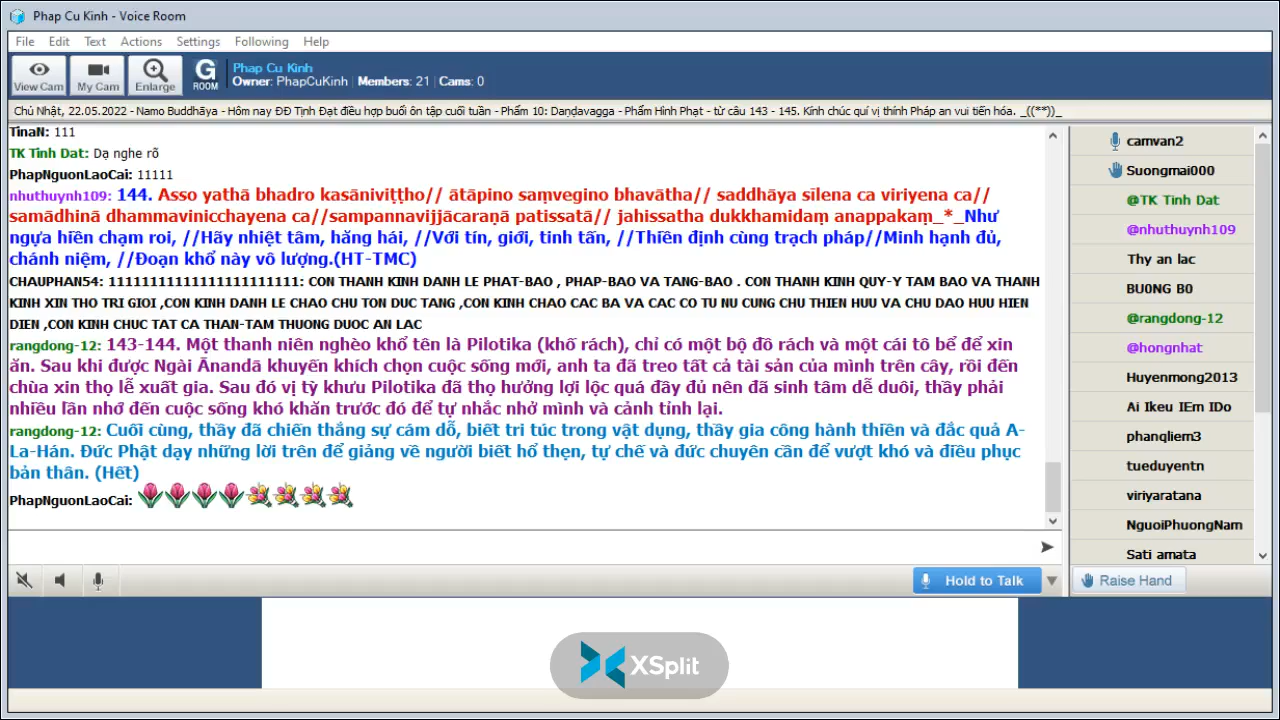 Phap Cu Kinh - Voice Room
File Edit Text Actions Settings Following Help
View Cam My Cam Enlarge G ROOM
Phap Cu Kinh
Owner: PhapCuKinh | Members: 21 | Cams: 0
Chủ Nhật, 22.05.2022 - Namo Buddhāya - Hôm nay ĐĐ Tịnh Đạt điều hợp buổi ôn tập cuối tuần - Phẩm 10: Daṇḍavagga - Phẩm Hình Phạt - từ câu 143 - 145. Kính chúc quí vị thính Pháp an vui tiến hóa. _((**))_
TinaN: 111
TK Tinh Dat: Dạ nghe rõ
PhapNguonLaoCai: 11111
nhuthuynh109: 144. Asso yathā bhadro kasāniviṭṭho// ātāpino saṃvegino bhavātha// saddhāya sīlena ca vīriyena ca//
samādhinā dhammavinicchayena ca//sampannavijjācaraṇā patissatā// jahissatha dukkhamidaṃ anappakaṃ_*_Như
ngựa hiền chạm roi, //Hãy nhiệt tâm, hăng hái, //Với tín, giới, tinh tấn, //Thiền định cùng trạch pháp//Minh hạnh đủ,
chánh niệm, //Đoạn khổ này vô lượng.(HT-TMC)
CHAUPHAN54: 11111111111111111111111: CON THANH KINH DANH LE PHAT-BAO , PHAP-BAO VA TANG-BAO . CON THANH KINH QUY-Y TAM BAO VA THANH
KINH XIN THO TRI GIOI ,CON KINH DANH LE CHAO CHU TON DUC TANG ,CON KINH CHAO CAC BA VA CAC CO TU NU CUNG CHU THIEN HUU VA CHU DAO HUU HIEN
DIEN ,CON KINH CHUC TAT CA THAN-TAM THUONG DUOC AN LAC
rangdong-12: 143-144. Một thanh niên nghèo khổ tên là Pilotika (khố rách), chỉ có một bộ đồ rách và một cái tô bể để xin
ăn. Sau khi được Ngài Ānandā khuyến khích chọn cuộc sống mới, anh ta đã treo tất cả tài sản của mình trên cây, rồi đến
chùa xin thọ lễ xuất gia. Sau đó vị tỳ khưu Pilotika đã thọ hưởng lợi lộc quá đầy đủ nên đã sinh tâm dễ duôi, thầy phải
nhiều lần nhớ đến cuộc sống khó khăn trước đó để tự nhắc nhở mình và cảnh tỉnh lại.
rangdong-12: Cuối cùng, thầy đã chiến thắng sự cám dỗ, biết tri túc trong vật dụng, thầy gia công hành thiền và đắc quả A-
La-Hán. Đức Phật dạy những lời trên để giảng về người biết hổ thẹn, tự chế và đức chuyên cần để vượt khó và điều phục
bản thân. (Hết)
PhapNguonLaoCai:
camvan2
Suongmai000
@TK Tinh Dat
@nhuthuynh109
Thy an lac
BU0NG B0
@rangdong-12
@hongnhat
Huyenmong2013
Ai Ikeu IEm IDo
phanqliem3
tueduyentn
viriyaratana
NguoiPhuongNam
Sati amata
Hold to Talk
Raise Hand
XSplit